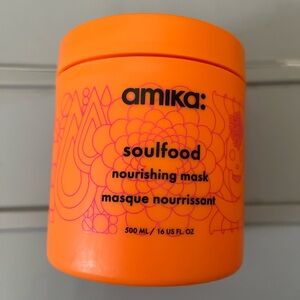 amika:
soulfood
nourishing mask
masque nourrissant
500 ML/ 16 US FL. OZ